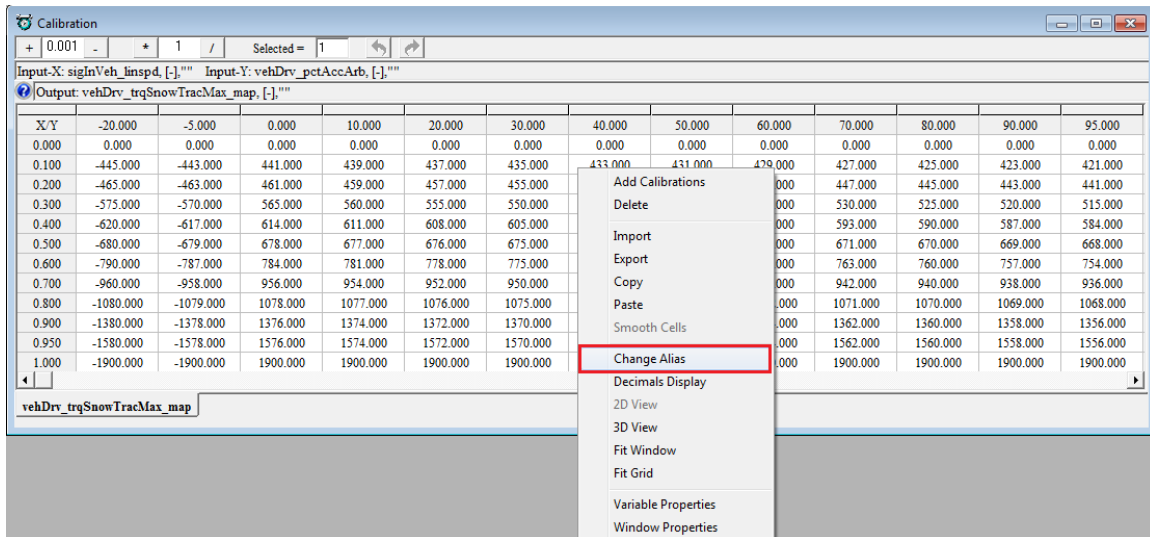 Calibration
+ 0.001 - * 1 / Selected = 1
Input-X: sigInVeh_linspd, [-],"" Input-Y: vehDrv_pctAccArb, [-],""
Output: vehDrv_trqSnowTracMax_map, [-],""
X/Y -20.000 -5.000 0.000 10.000 20.000 30.000 40.000 50.000 60.000 70.000 80.000 90.000 95.000
0.000 0.000 0.000 0.000 0.000 0.000 0.000 0.000 0.000 0.000 0.000 0.000 0.000 0.000
0.100 -445.000 -443.000 441.000 439.000 437.000 435.000 433.000 431.000 429.000 427.000 425.000 423.000 421.000
0.200 -465.000 -463.000 461.000 459.000 457.000 455.000 000 447.000 445.000 443.000 441.000
0.300 -575.000 -570.000 565.000 560.000 555.000 550.000 000 530.000 525.000 520.000 515.000
0.400 -620.000 -617.000 614.000 611.000 608.000 605.000 000 593.000 590.000 587.000 584.000
0.500 -680.000 -679.000 678.000 677.000 676.000 675.000 000 671.000 670.000 669.000 668.000
0.600 -790.000 -787.000 784.000 781.000 778.000 775.000 000 763.000 760.000 757.000 754.000
0.700 -960.000 -958.000 956.000 954.000 952.000 950.000 000 942.000 940.000 938.000 936.000
0.800 -1080.000 -1079.000 1078.000 1077.000 1076.000 1075.000 .000 1071.000 1070.000 1069.000 1068.000
0.900 -1380.000 -1378.000 1376.000 1374.000 1372.000 1370.000 .000 1362.000 1360.000 1358.000 1356.000
0.950 -1580.000 -1578.000 1576.000 1574.000 1572.000 1570.000 .000 1562.000 1560.000 1558.000 1556.000
1.000 -1900.000 -1900.000 1900.000 1900.000 1900.000 1900.000 .000 1900.000 1900.000 1900.000 1900.000
vehDrv_trqSnowTracMax_map
Add Calibrations
Delete
Import
Export
Copy
Paste
Smooth Cells
Change Alias
Decimals Display
2D View
3D View
Fit Window
Fit Grid
Variable Properties
Window Properties